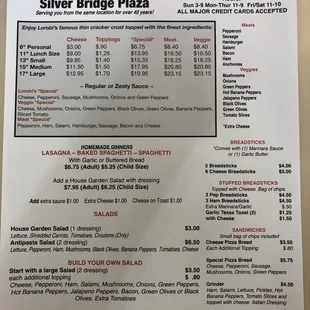 Silver Bridge Plaza
Serving you from the same location for over 40 years!
Sun 3-9 Mon-Thur 11-9 Fri/Sat 11-10
ALL MAJOR CREDIT CARDS ACCEPTED
Enjoy Lorobi's famous thin cracker crust topped with the finest ingredients!
Cheese Toppings "Special" Meat Veggie
6" Personal $3.00 $.75 $6.75 $8.40 $8.40
11" Lunch Size $9.00 $1.25 $13.95 $16.50 $16.50
13" Small $9.85 $1.40 $15.35 $18.25 $18.25
15" Medium $11.50 $1.50 $17.50 $20.80 $20.80
17" Large $12.95 $1.70 $19.95 $23.15 $23.15
~ Regular or Zesty Sauce ~
Lorobi's "Special"
Cheese, Pepperoni, Sausage, Mushrooms, Onions and Green Peppers
Veggie "Special"
Cheese, Mushrooms, Onions, Green Peppers, Black Olives, Green Olives, Banana Peppers,
Sliced Tomato
Meat "Special"
Pepperoni, Ham, Salami, Hamburger, Sausage, Bacon and Cheese
Meats
Pepperoni
Sausage
Hamburger
Salami
Bacon
Ham
Anchovies
Veggies
Mushrooms
Onions
Green Peppers
Hot Banana Peppers
Jalapeno Peppers
Black Olives
Green Olives
Tomato Slices
*Extra Cheese
HOMEMADE DINNERS
LASAGNA ~ BAKED SPAGHETTI ~ SPAGHETTI
With Garlic or Buttered Bread
$6.75 (Adult) $5.25 (Child Size)
Add a House Garden Salad with dressing
$7.95 (Adult) $6.25 (Child Size)
Add extra sauce $1.00 Extra Cheese $1.00 Cheese on Toast $1.00
SALADS
House Garden Salad (1 dressing) $3.00
Lettuce, Shredded Carrots, Tomatoes, Croutons (Only)
Antipasta Salad (2 dressing) $6.50
Lettuce, Pepperoni, Ham, Mushrooms, Black Olives, Banana Peppers, Tomatoes, Cheese
BUILD YOUR OWN SALAD
Start with a large Salad (2 dressing) $3.50
each additional topping $ .80
Cheese, Pepperoni, Ham, Salami, Mushrooms, Onions, Green Peppers,
Hot Banana Peppers, Jalapeno Peppers, Bacon, Green Olives or Black
Olives, Extra Tomatoes
BREADSTICKS
*Comes with (1) Marinara Sauce
or (1) Garlic Butter
5 Breadsticks $4.00
6 Cheese Breadsticks $5.00
STUFFED BREADSTICKS
Topped with Cheese. Bag of chips.
3 Pep Breadsticks $4.50
3 Ham Breadsticks $4.50
Extra Marinara/Garlic $.50
Garlic Texas Toast (2) $1.25
with Cheese $1.50
SANDWICHES
Small bag of chips included
Cheese Pizza Bread $3.50
Each Additional Topping $.80
Special Pizza Bread $5.75
Cheese, Pepperoni, Sausage,
Mushrooms, Onions, Green Peppers
Grinder $4.50
Ham, Salami, Lettuce, Pickles, Hot
Banana Peppers, Tomato Slices and
topped with cheese. Italian Dressing